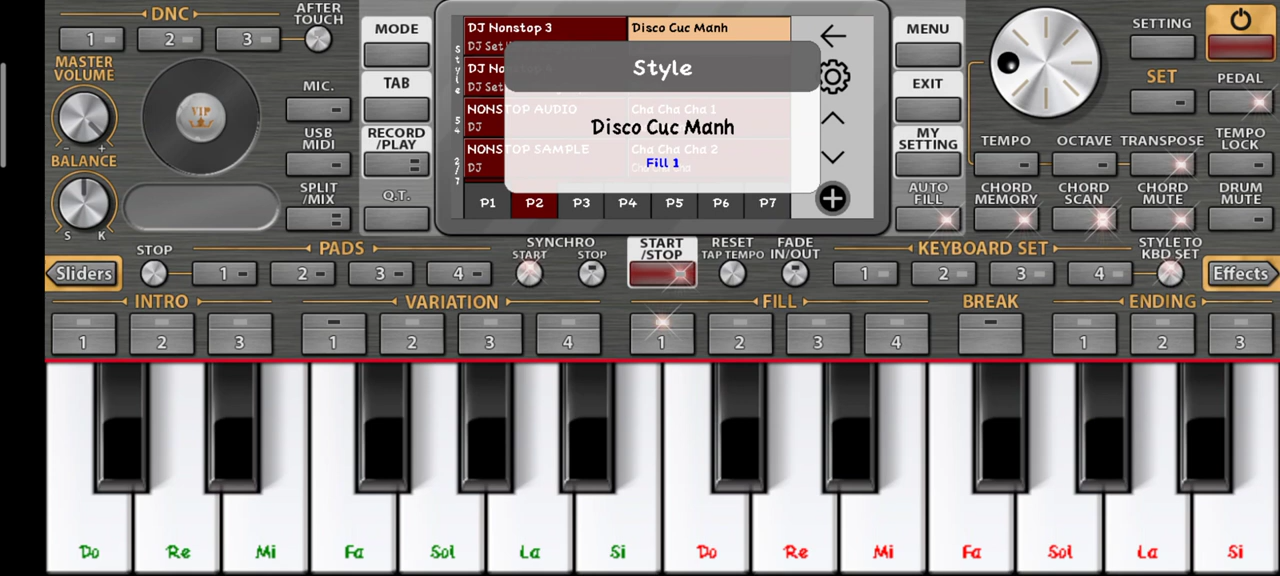 DNC
AFTER
TOUCH
1 2 3
MASTER
VOLUME
- +
VIP
BALANCE
S K
MIC.
USB
MIDI
SPLIT
/MIX
MODE
TAB
RECORD
/PLAY
Q.T.
DJ Nonstop 3
Disco Cuc Manh
DJ Set
Style
NONSTOP AUDIO
Cha Cha Cha 1
DJ
Disco Cuc Manh
NONSTOP SAMPLE
Cha Cha Cha 2
DJ
Fill 1
P1 P2 P3 P4 P5 P6 P7
MENU
EXIT
MY
SETTING
AUTO
FILL
SETTING
SET
PEDAL
TEMPO
OCTAVE
TRANSPOSE
TEMPO
LOCK
CHORD
MEMORY
CHORD
SCAN
CHORD
MUTE
DRUM
MUTE
Sliders
STOP
PADS
1 2 3 4
SYNCHRO
START STOP
START
/STOP
RESET
TAP TEMPO
FADE
IN/OUT
KEYBOARD SET
1 2 3 4
STYLE TO
KBD SET
Effects
INTRO
1 2 3
VARIATION
1 2 3 4
FILL
1 2 3 4
BREAK
ENDING
1 2 3
Do Re Mi Fa Sol La Si Do Re Mi Fa Sol La Si